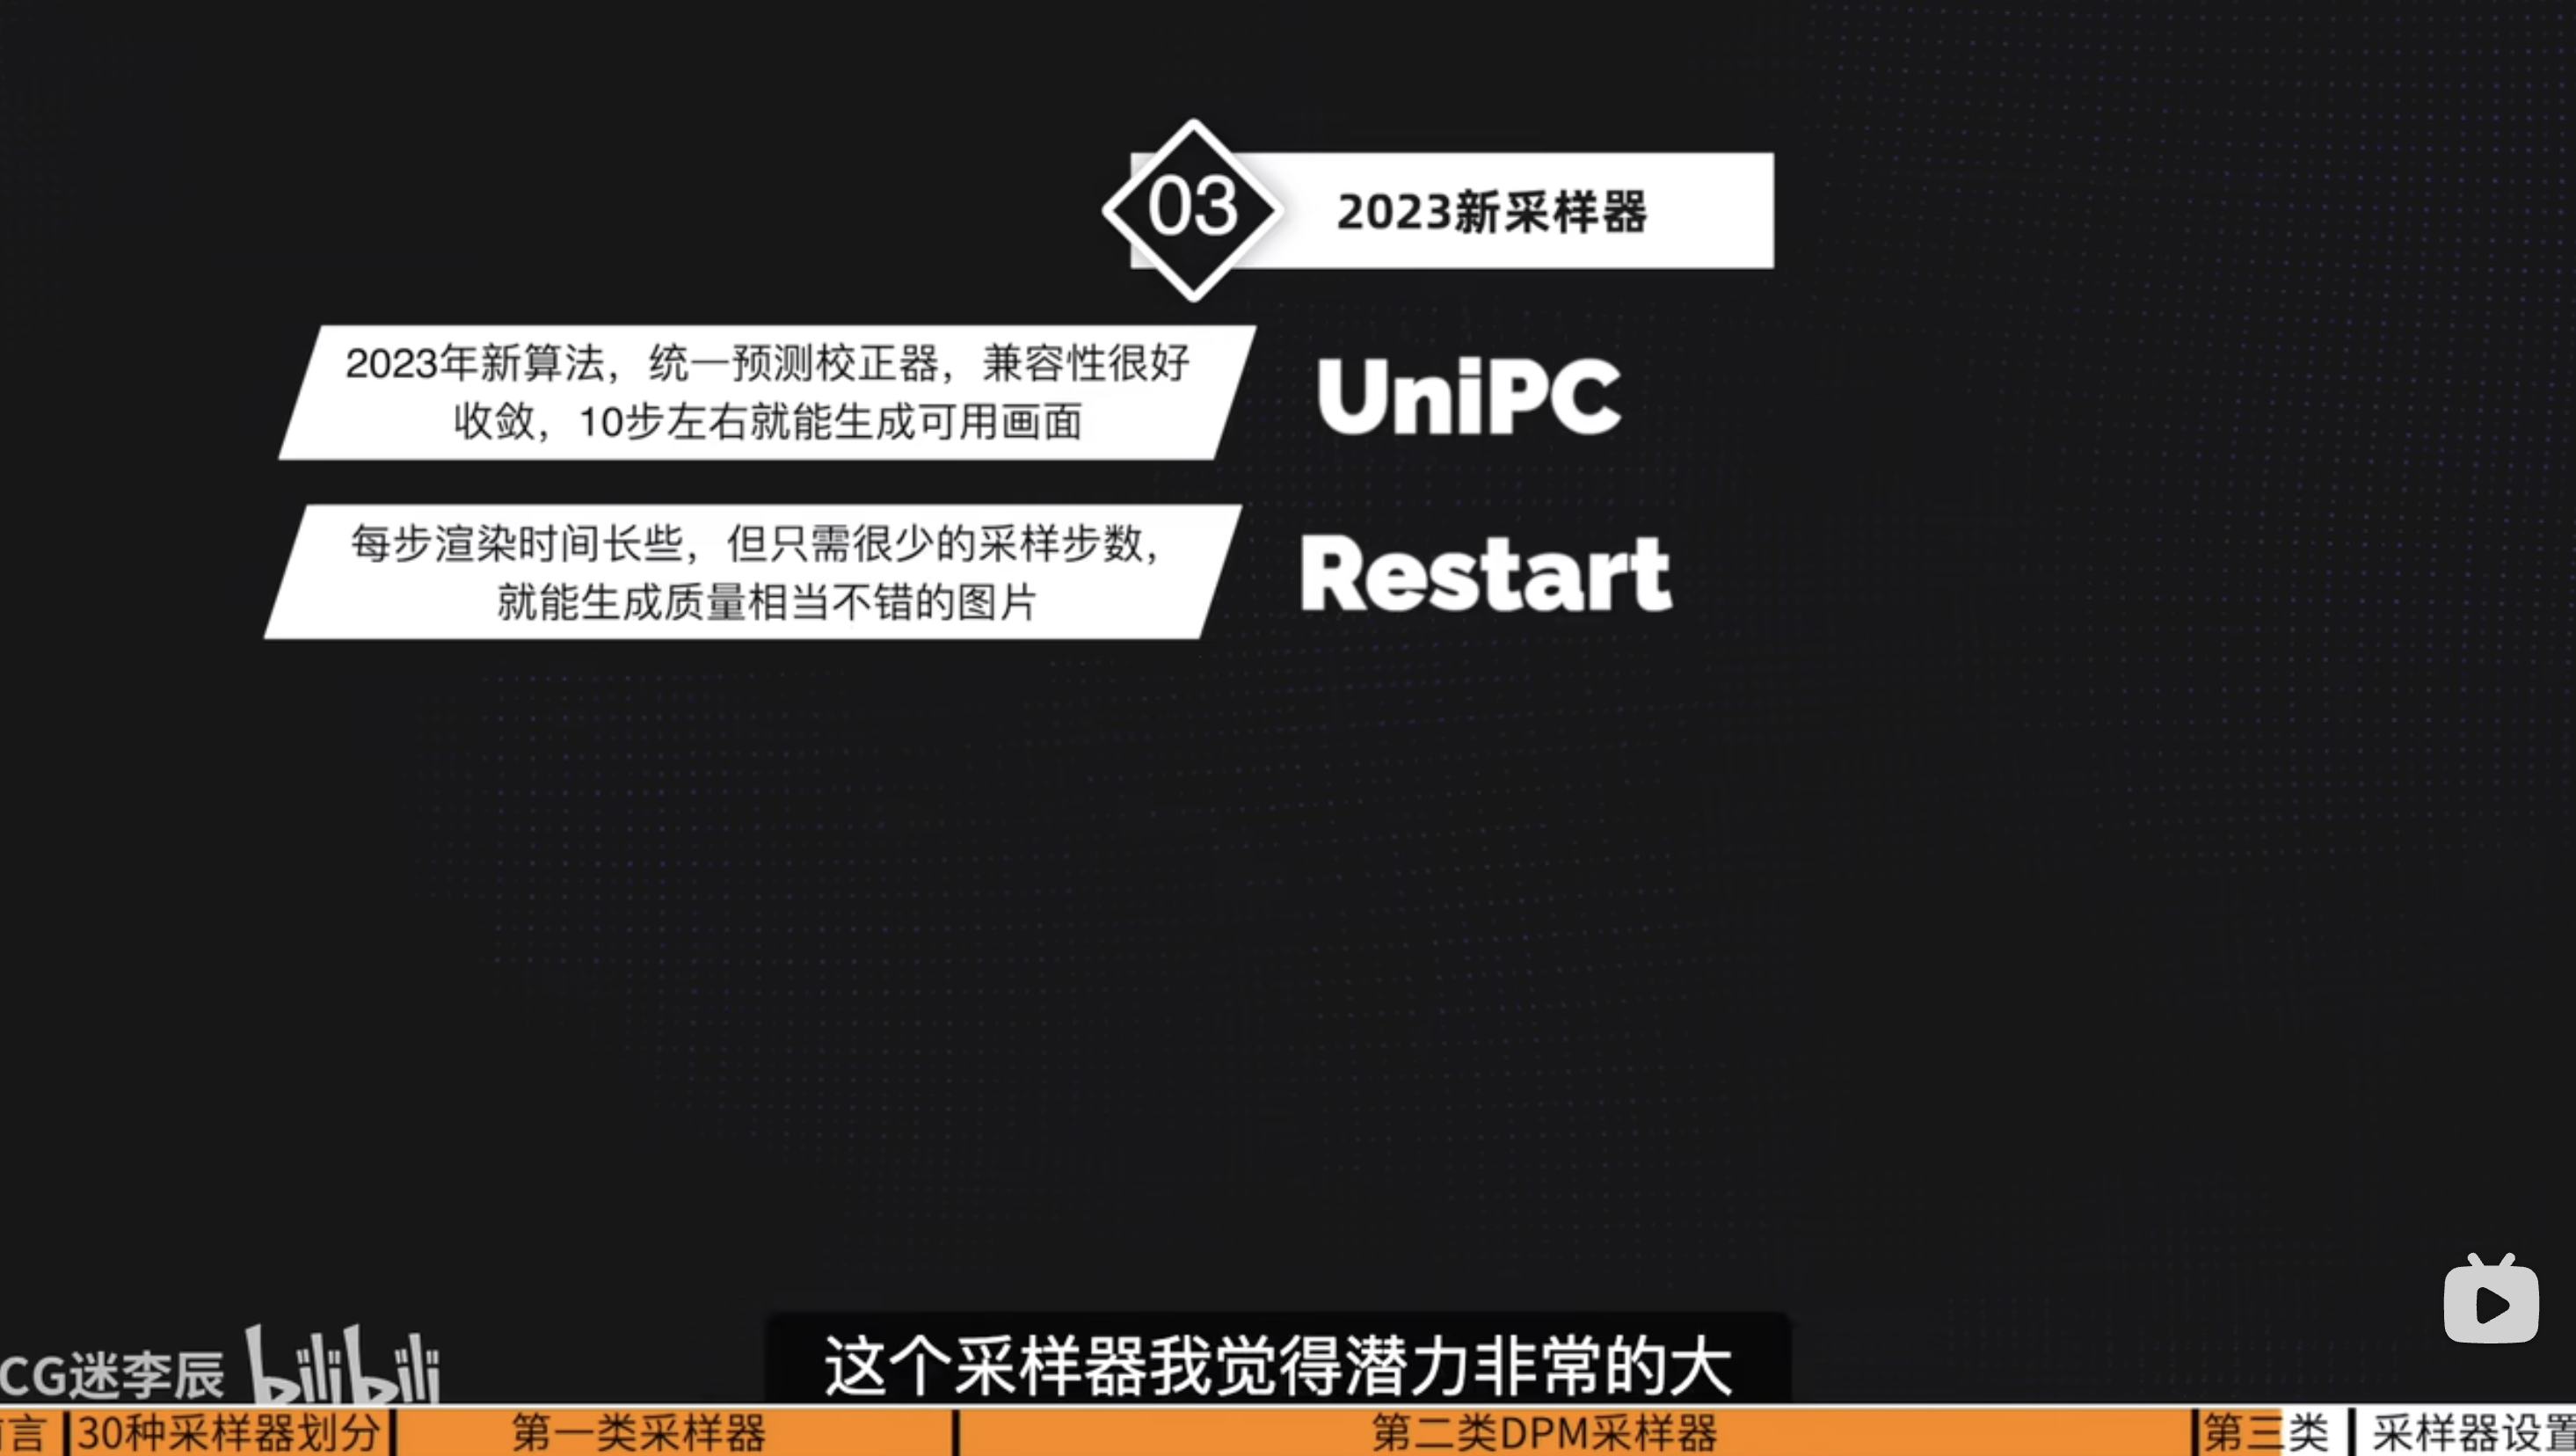 03
2023新采样器
2023年新算法，统一预测校正器，兼容性很好
收敛，10步左右就能生成可用画面
UniPC
每步渲染时间长些，但只需很少的采样步数，
就能生成质量相当不错的图片
Restart
这个采样器我觉得潜力非常的大
CG迷李辰 bilibili
言
30种采样器划分
第一类采样器
第二类DPM采样器
第三类
采样器设置